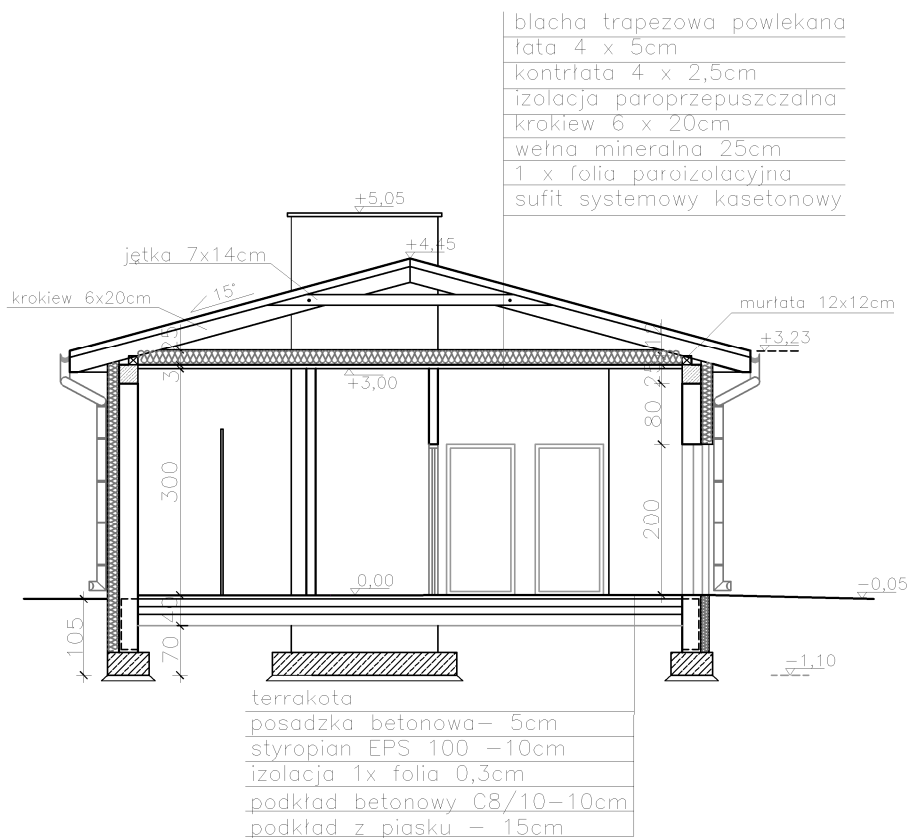 blacha trapezowa powlekana
łata 4 x 5cm
kontrłata 4 x 2,5cm
izolacja paroprzepuszczalna
krokiew 6 x 20cm
wełna mineralna 25cm
1 x folia paroizolacyjna
sufit systemowy kasetonowy
+5,05
+4,45
jętka 7x14cm
krokiew 6x20cm
15°
murłata 12x12cm
+3,23
+3,00
80
300
200
0,00
-0,05
105
70
-1,10
terrakota
posadzka betonowa- 5cm
styropian EPS 100 -10cm
izolacja 1x folia 0,3cm
podkład betonowy C8/10-10cm
podkład z piasku - 15cm